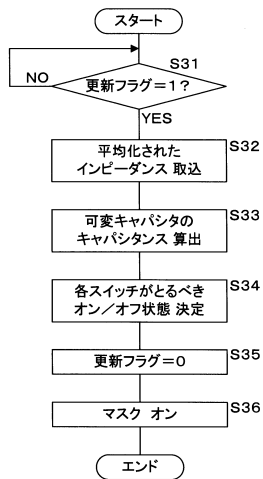 スタート
S31
更新フラグ=1?
NO
YES
S32
平均化された
インピーダンス 取込
S33
可変キャパシタの
キャパシタンス 算出
S34
各スイッチがとるべき
オン/オフ状態 決定
S35
更新フラグ=0
S36
マスク オン
エンド